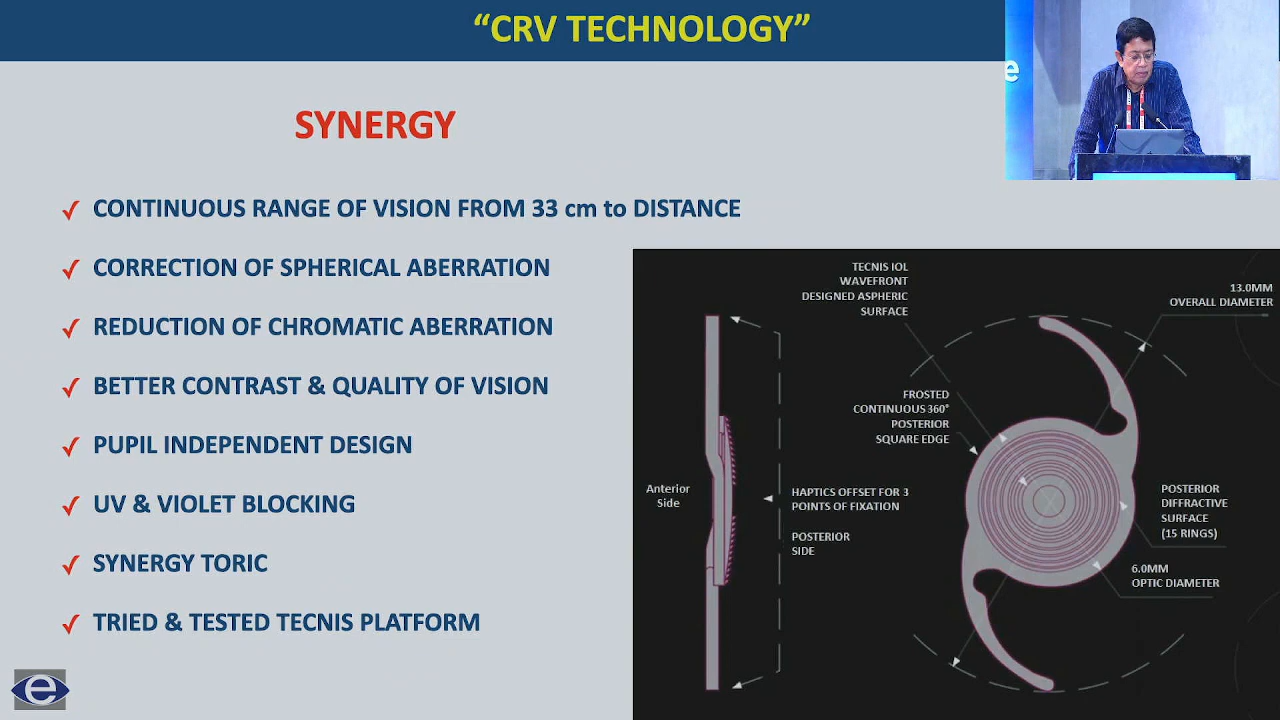 “CRV TECHNOLOGY”
SYNERGY
✓ CONTINUOUS RANGE OF VISION FROM 33 cm to DISTANCE
✓ CORRECTION OF SPHERICAL ABERRATION
✓ REDUCTION OF CHROMATIC ABERRATION
✓ BETTER CONTRAST & QUALITY OF VISION
✓ PUPIL INDEPENDENT DESIGN
✓ UV & VIOLET BLOCKING
✓ SYNERGY TORIC
✓ TRIED & TESTED TECNIS PLATFORM
TECNIS IOL
WAVEFRONT
DESIGNED ASPHERIC
SURFACE
13.0MM
OVERALL DIAMETER
FROSTED
CONTINUOUS 360°
POSTERIOR
SQUARE EDGE
Anterior
Side
HAPTICS OFFSET FOR 3
POINTS OF FIXATION
POSTERIOR
SIDE
POSTERIOR
DIFFRACTIVE
SURFACE
(15 RINGS)
6.0MM
OPTIC DIAMETER
e
e